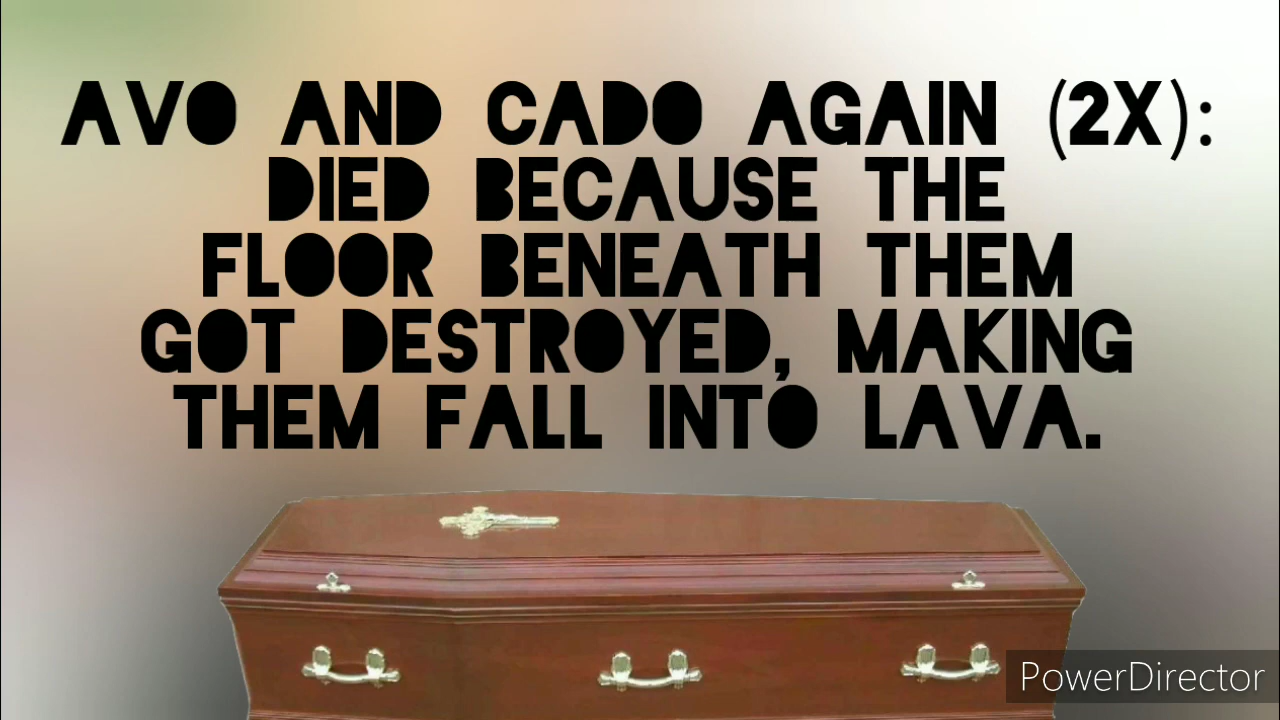 AVO AND CADO AGAIN (2X):
DIED BECAUSE THE
FLOOR BENEATH THEM
GOT DESTROYED, MAKING
THEM FALL INTO LAVA.
PowerDirector